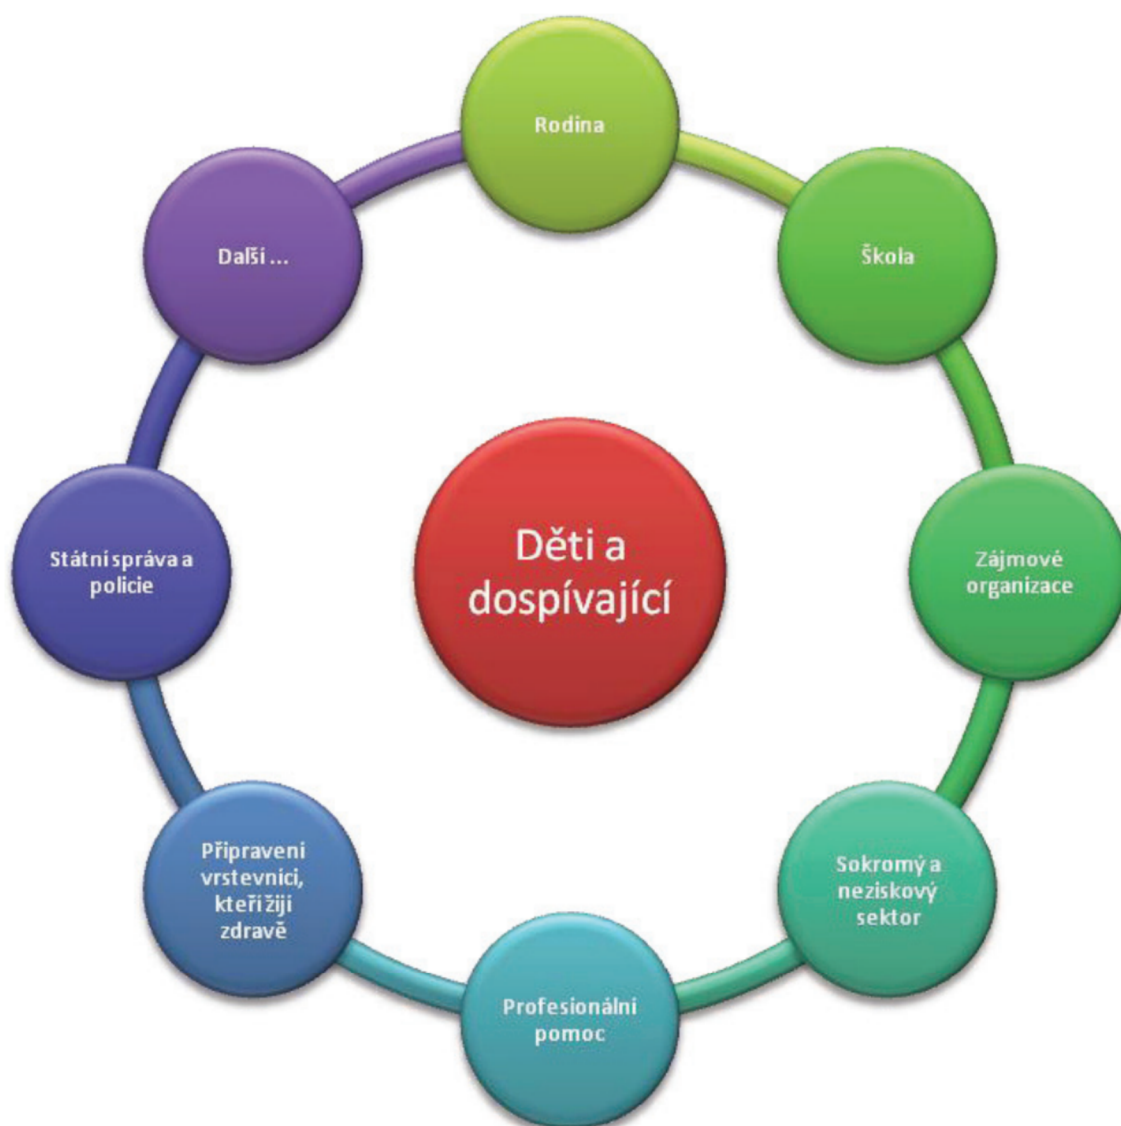 Rodina
Škola
Zájmové
organizace
Sokromý a
neziskový
sektor
Profesionální
pomoc
Připravení
vrstevníci,
kteří žijí
zdravě
Státní správa a
policie
Další ...
Děti a
dospívající